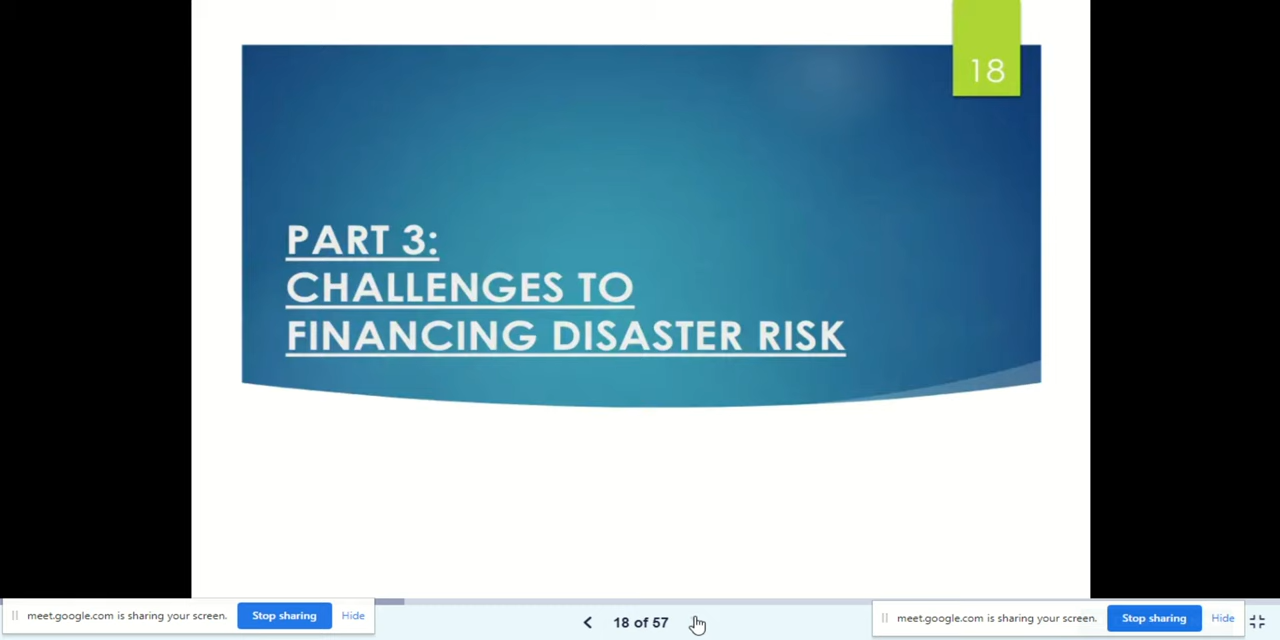 18
PART 3:
CHALLENGES TO
FINANCING DISASTER RISK
meet.google.com is sharing your screen. Stop sharing Hide
18 of 57
meet.google.com is sharing your screen. Stop sharing Hide